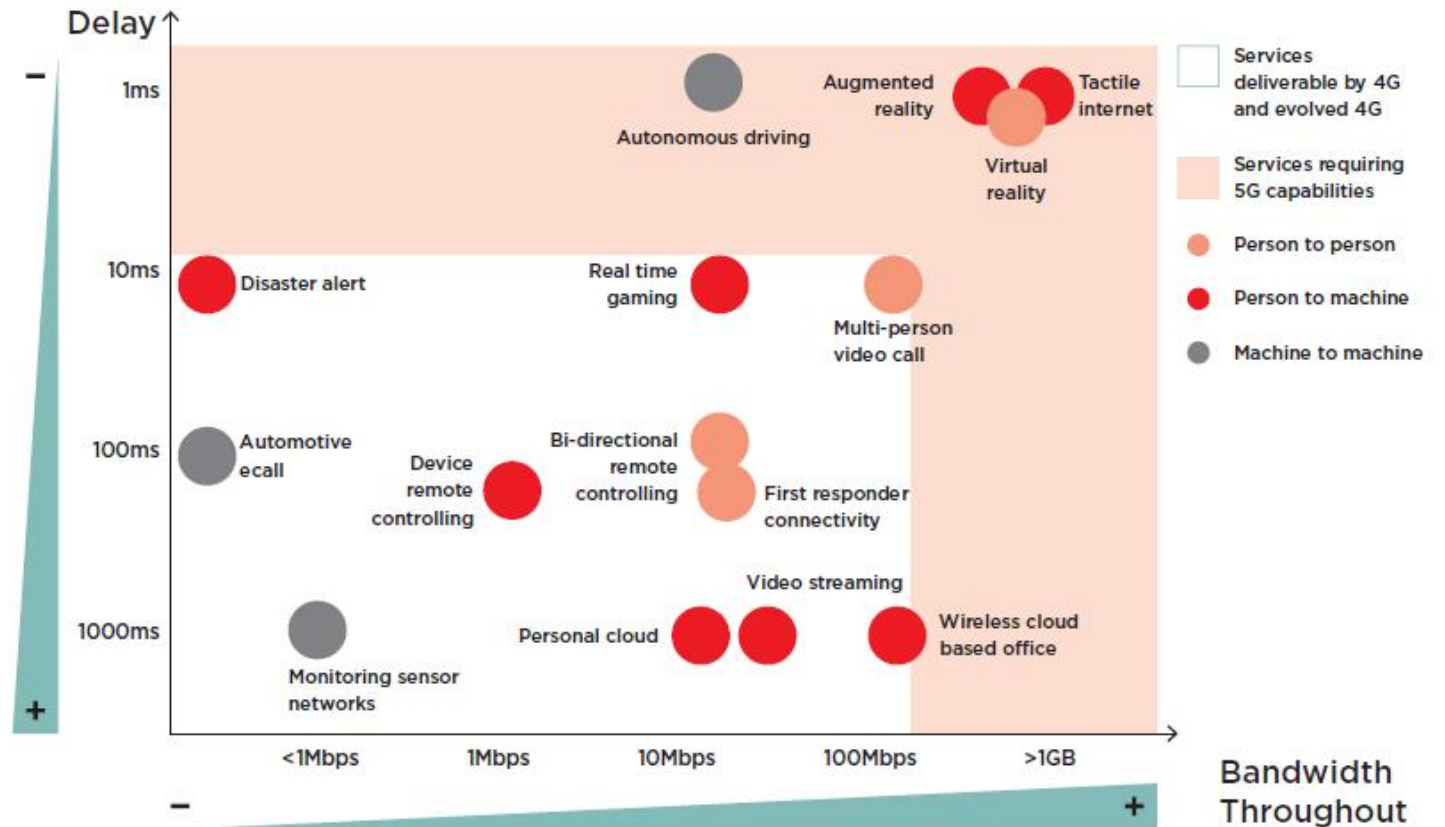 Delay
−
1ms
10ms
100ms
1000ms
+
Autonomous driving
Augmented
reality
Tactile
internet
Virtual
reality
Disaster alert
Real time
gaming
Multi-person
video call
Automotive
ecall
Device
remote
controlling
Bi-directional
remote
controlling
First responder
connectivity
Video streaming
Personal cloud
Wireless cloud
based office
Monitoring sensor
networks
<1Mbps
1Mbps
10Mbps
100Mbps
>1GB
−
+
Bandwidth
Throughout
Services
deliverable by 4G
and evolved 4G
Services requiring
5G capabilities
Person to person
Person to machine
Machine to machine